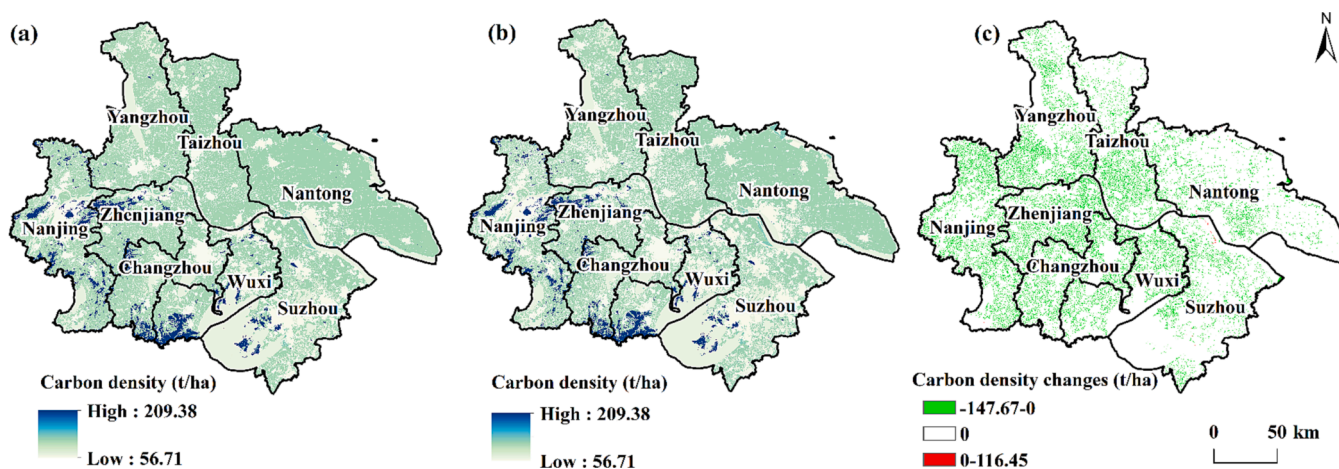 (a)
Yangzhou
Taizhou
Nantong
Zhenjiang
Nanjing
Changzhou
Wuxi
Suzhou
Carbon density (t/ha)
High : 209.38
Low : 56.71
(b)
Yangzhou
Taizhou
Nantong
Zhenjiang
Nanjing
Changzhou
Wuxi
Suzhou
Carbon density (t/ha)
High : 209.38
Low : 56.71
(c)
N
Yangzhou
Taizhou
Nantong
Zhenjiang
Nanjing
Changzhou
Wuxi
Suzhou
Carbon density changes (t/ha)
-147.67-0
0
0-116.45
0 50 km